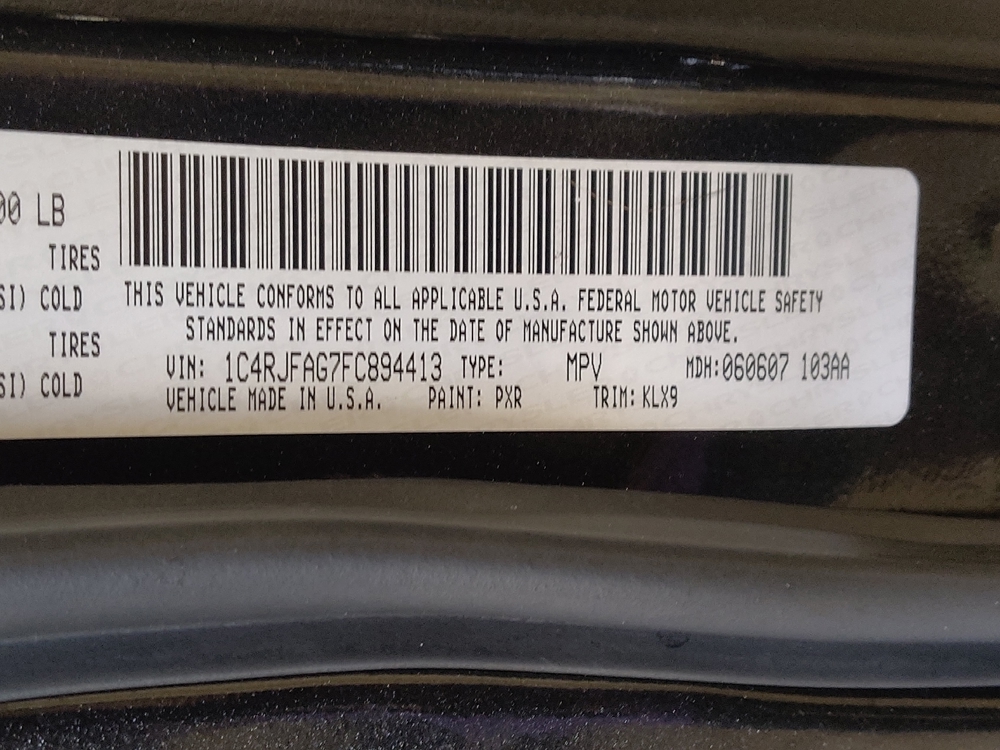 00 LB
TIRES
SI) COLD
TIRES
SI) COLD
THIS VEHICLE CONFORMS TO ALL APPLICABLE U.S.A. FEDERAL MOTOR VEHICLE SAFETY
STANDARDS IN EFFECT ON THE DATE OF MANUFACTURE SHOWN ABOVE.
VIN: 1C4RJFAG7FC894413 TYPE: MPV MDH:060607 103AA
VEHICLE MADE IN U.S.A. PAINT: PXR TRIM: KLX9